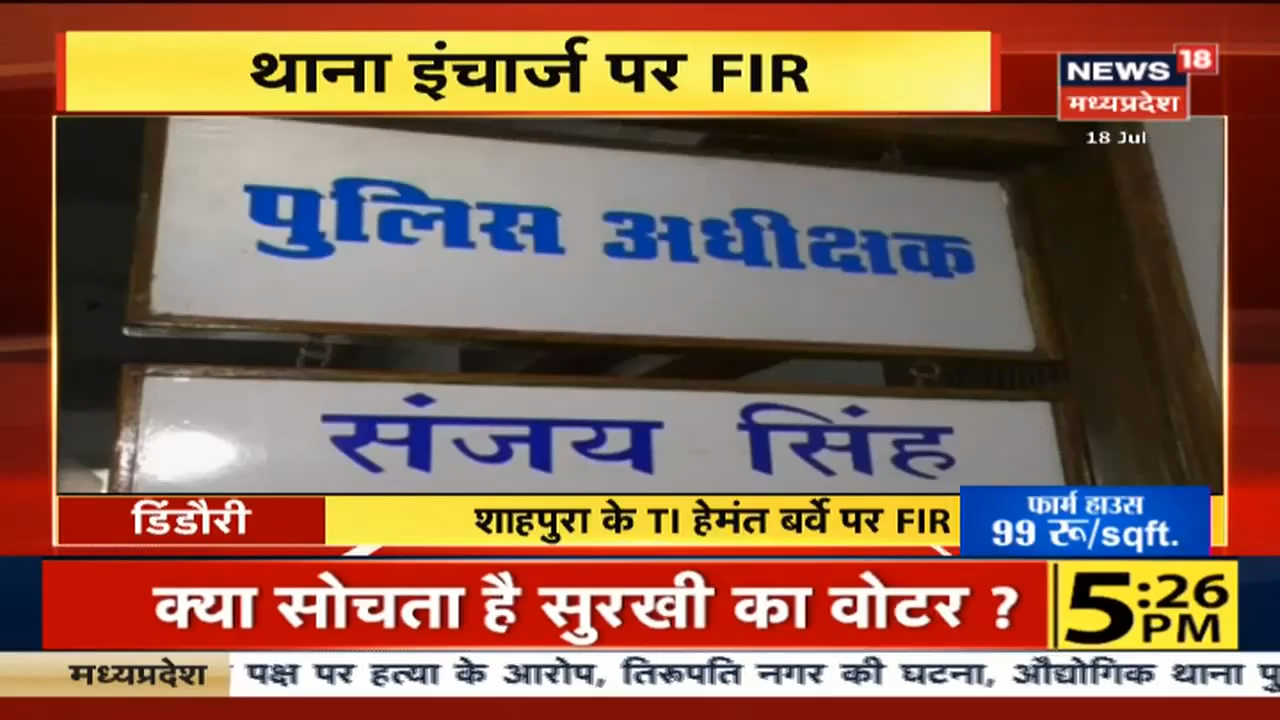 थाना इंचार्ज पर FIR
NEWS 18
मध्यप्रदेश
18 Jul
पुलिस अधीक्षक
संजय सिंह
डिंडौरी
शाहपुरा के TI हेमंत बर्वे पर FIR
फार्म हाउस
99 रू/sqft.
क्या सोचता है सुरखी का वोटर ?
5:26 PM
मध्यप्रदेश
पक्ष पर हत्या के आरोप, तिरूपति नगर की घटना, औद्योगिक थाना